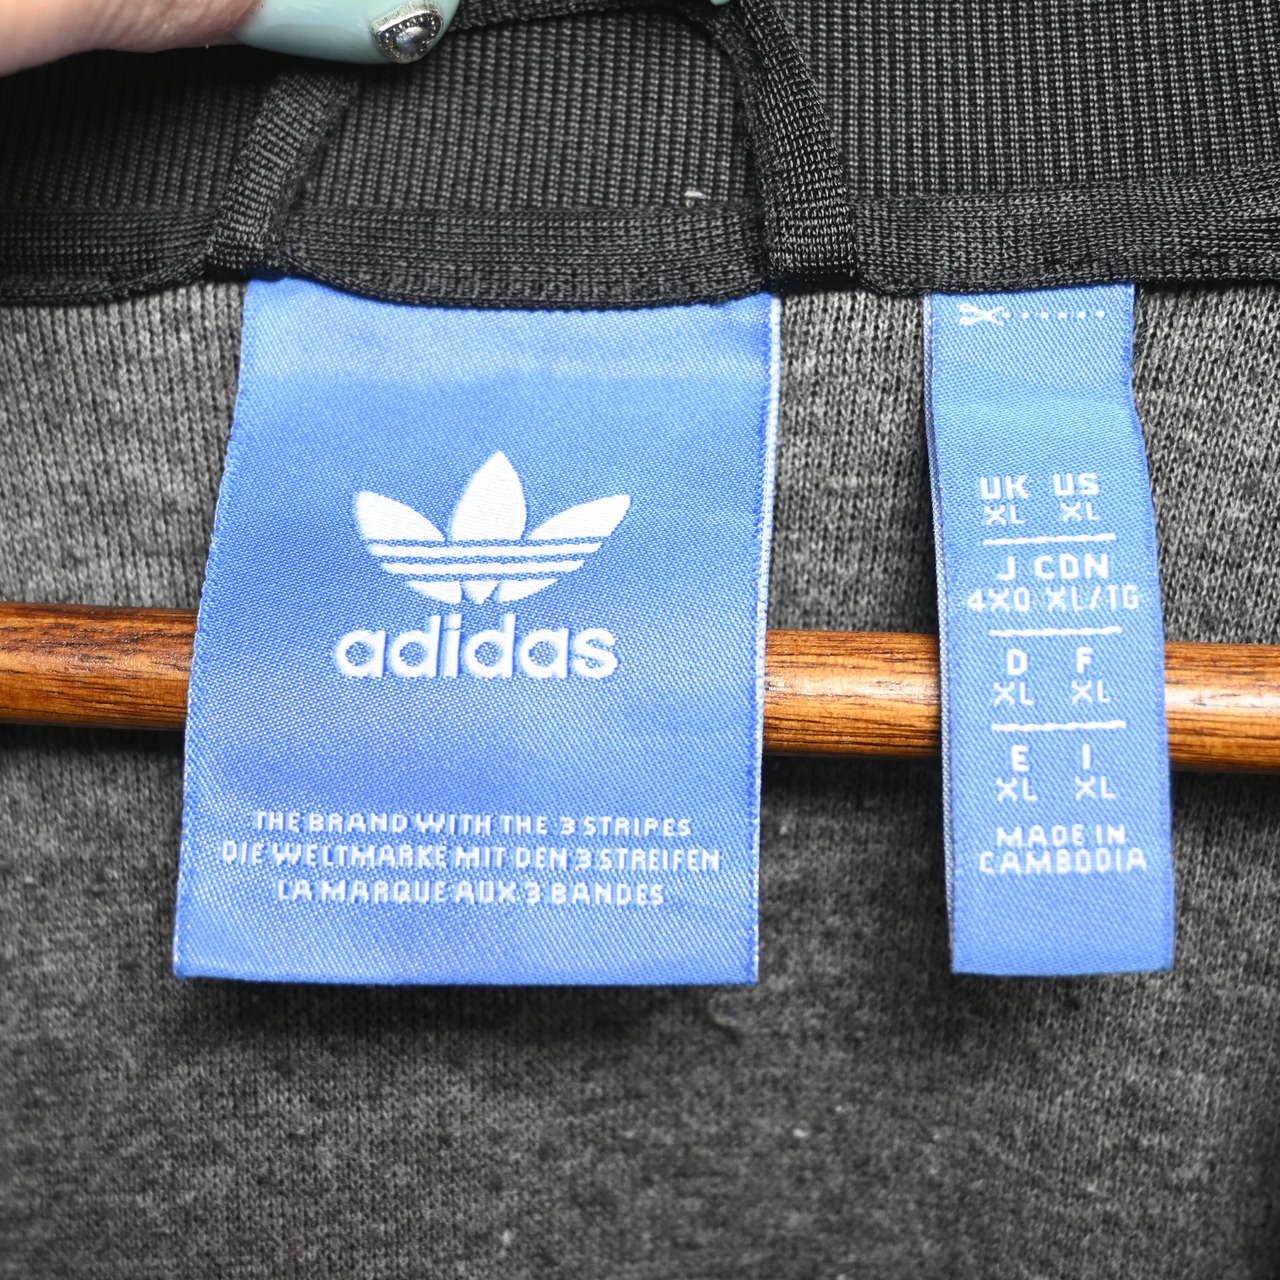 adidas
THE BRAND WITH THE 3 STRIPES
DIE WELTMARKE MIT DEN 3 STREIFEN
LA MARQUE AUX 3 BANDES
UK US
XL XL
J CDN
4XO XL/TG
D F
XL XL
E I
XL XL
MADE IN
CAMBODIA